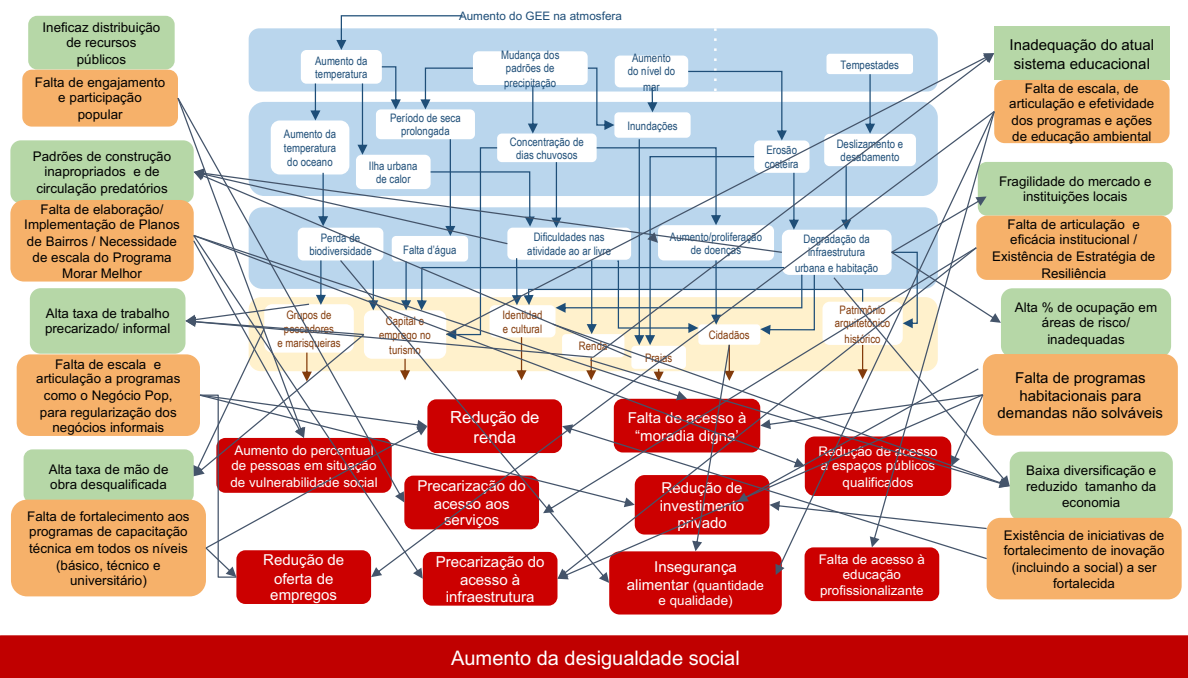 Aumento do GEE na atmosfera
Ineficaz distribuição
de recursos
públicos
Falta de engajamento
e participação
popular
Padrões de construção
inapropriados e de
circulação predatórios
Falta de elaboração/
Implementação de Planos
de Bairros / Necessidade
de escala do Programa
Morar Melhor
Alta taxa de trabalho
precarizado/ informal
Falta de escala e
articulação a programas
como o Negócio Pop,
para regularização dos
negócios informais
Alta taxa de mão de
obra desqualificada
Falta de fortalecimento aos
programas de capacitação
técnica em todos os níveis
(básico, técnico e
universitário)
Aumento da
temperatura
Mudança dos
padrões de
precipitação
Aumento
do nível do
mar
Tempestades
Aumento da
temperatura
do oceano
Período de seca
prolongada
Ilha urbana
de calor
Concentração de
dias chuvosos
Inundações
Erosão
costeira
Deslizamento e
desabamento
Perda de
biodiversidade
Falta d'água
Dificuldades nas
atividade ao ar livre
Aumento/proliferação
de doenças
Degradação da
infraestrutura
urbana e habitação
Grupos de
pescadores
e marisqueiras
Capital e
emprego no
turismo
Identidad
e cultural
Renda
Praias
Cidadãos
Patrimônio
arquitetônico
histórico
Redução de
renda
Falta de acesso à
“moradia digna”
Aumento do percentual
de pessoas em situação
de vulnerabilidade social
Redução de acesso
a espaços públicos
qualificados
Precarização do
acesso aos
serviços
Redução de
investimento
privado
Redução de
oferta de
empregos
Precarização do
acesso à
infraestrutura
Insegurança
alimentar (quantidade
e qualidade)
Falta de acesso à
educação
profissionalizante
Inadequação do atual
sistema educacional
Falta de escala, de
articulação e efetividade
dos programas e ações
de educação ambiental
Fragilidade do mercado e
instituições locais
Falta de articulação e
eficácia institucional /
Existência de Estratégia de
Resiliência
Alta % de ocupação em
áreas de risco/
inadequadas
Falta de programas
habitacionais para
demandas não solváveis
Baixa diversificação e
reduzido tamanho da
economia
Existência de iniciativas de
fortalecimento de inovação
(incluindo a social) a ser
fortalecida
Aumento da desigualdade social